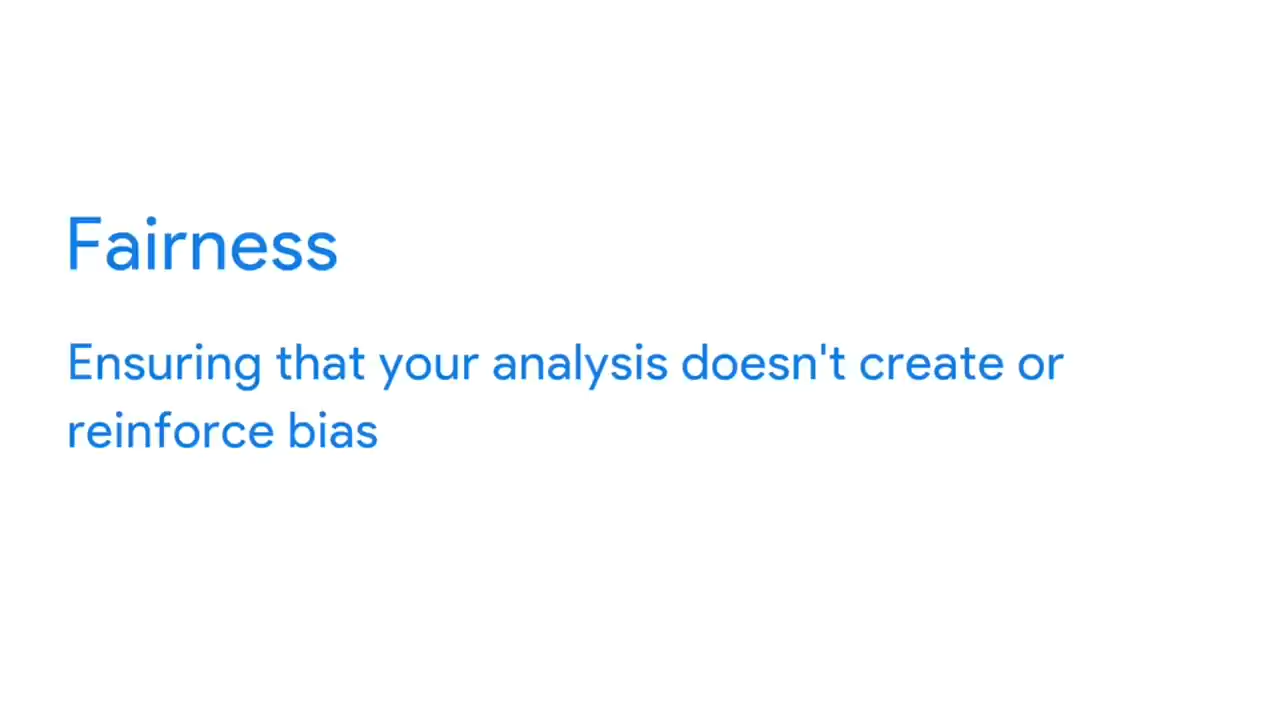 Fairness
Ensuring that your analysis doesn't create or
reinforce bias